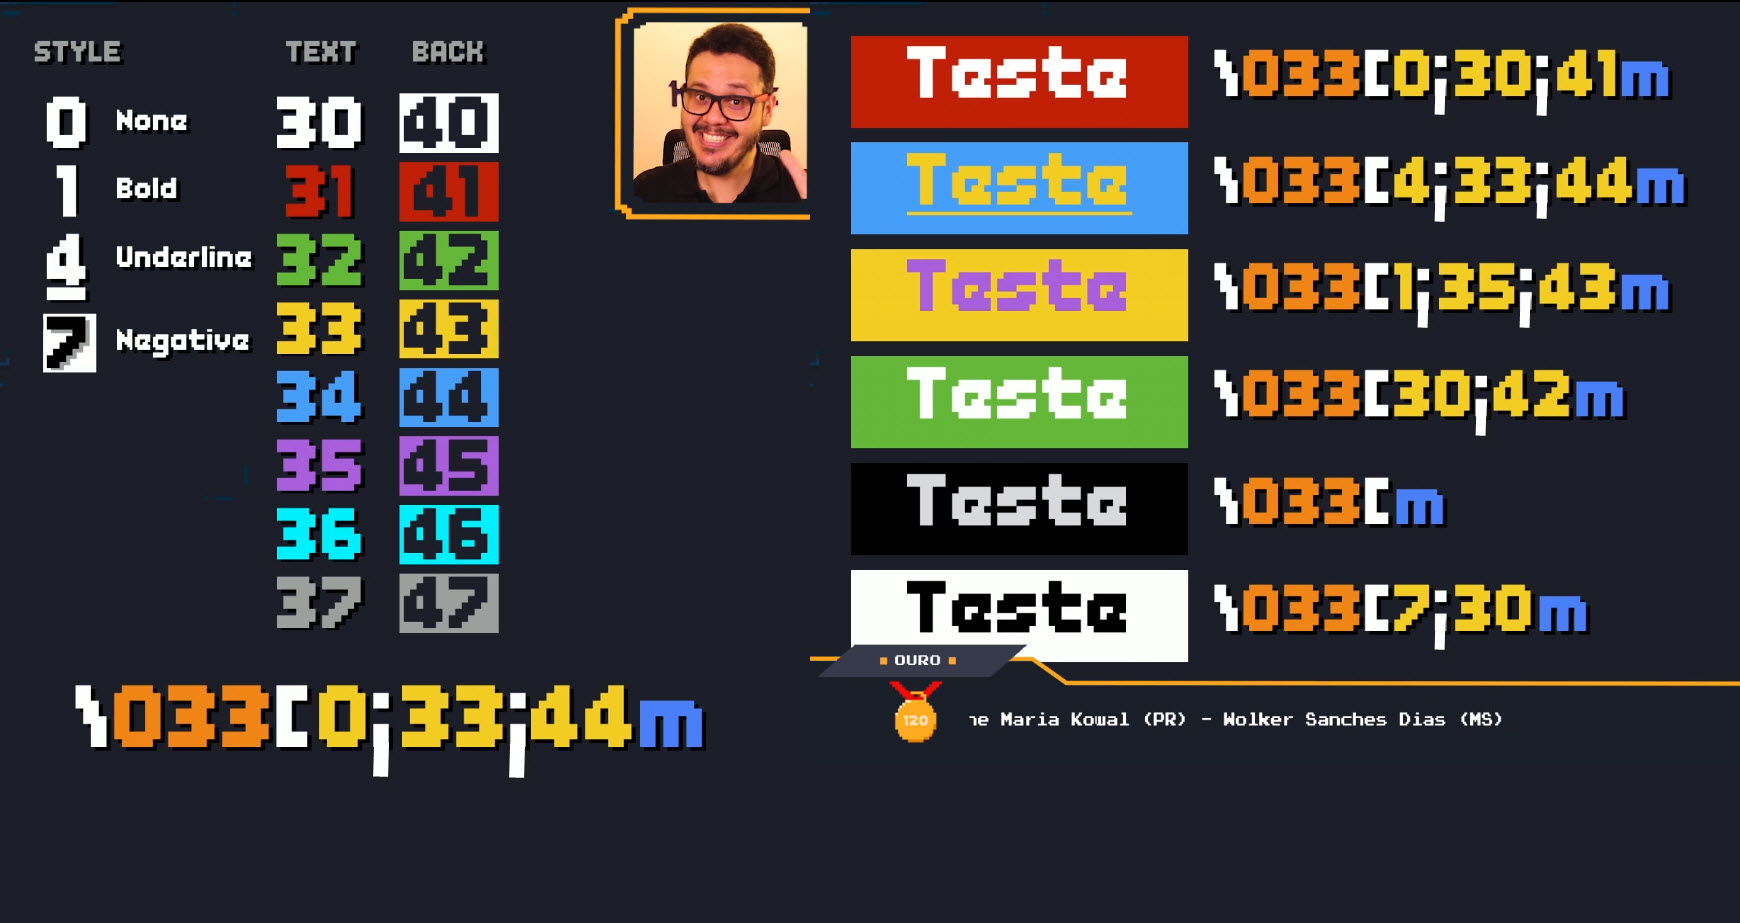 STYLE TEXT BACK
0 None 30 40
1 Bold 31 41
4 Underline 32 42
7 Negative 33 43
34 44
35 45
36 46
37 47
\033[0;33;44m
Teste \033[0;30;41m
Teste \033[4;33;44m
Teste \033[1;35;43m
Teste \033[30;42m
Teste \033[m
Teste \033[7;30m
OURO
120 ne Maria Kowal (PR) - Wolker Sanches Dias (MS)